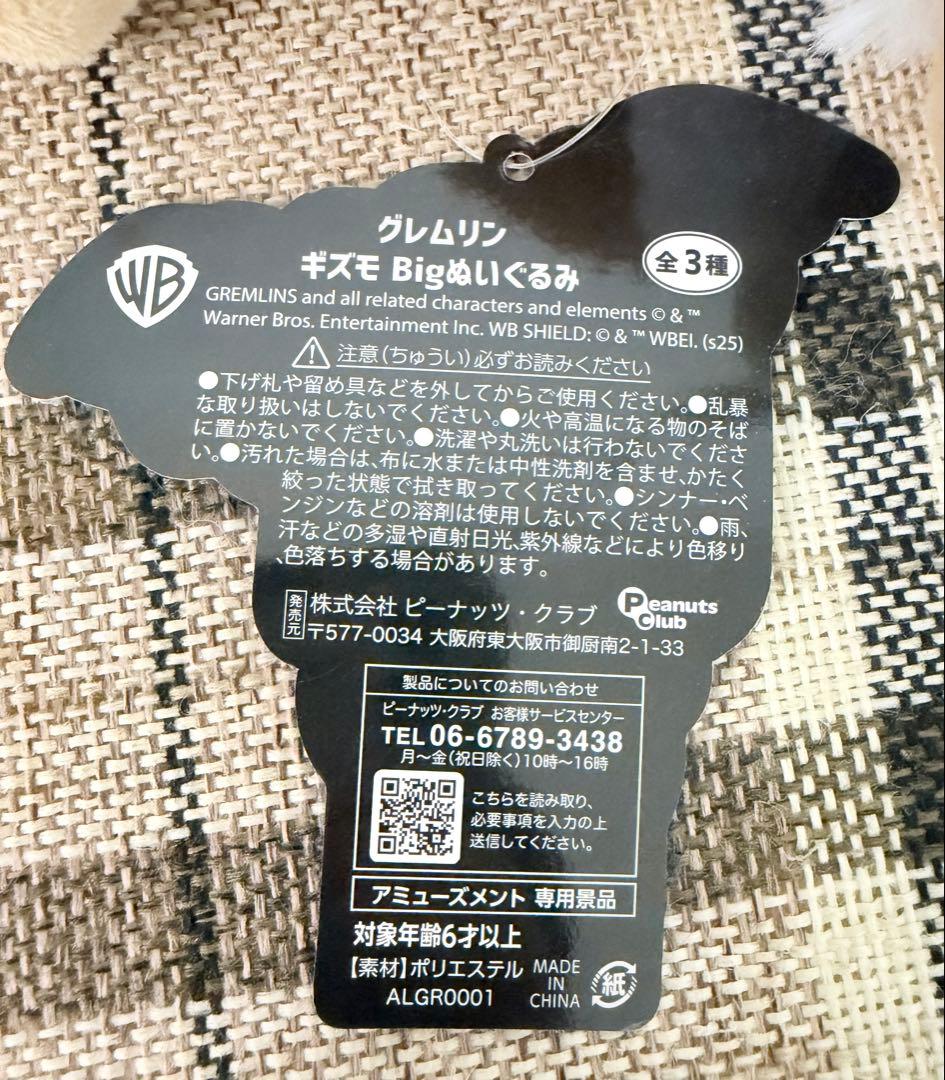 グレムリン
ギズモ Bigぬいぐるみ
全3種
WB
GREMLINS and all related characters and elements © & ™
Warner Bros. Entertainment Inc. WB SHIELD: © & ™ WBEI. (s25)
注意(ちゅうい)必ずお読みください
●下げ札や留め具などを外してからご使用ください。●乱暴
な取り扱いはしないでください。●火や高温になる物のそば
に置かないでください。●洗濯や丸洗いは行わないでくださ
い。●汚れた場合は、布に水または中性洗剤を含ませ、かたく
絞った状態で拭き取ってください。●シンナー・ベ
ンジンなどの溶剤は使用しないでください。●雨、
汗などの多湿や直射日光、紫外線などにより色移り
、色落ちする場合があります。
発売元
株式会社 ピーナッツ・クラブ
〒577-0034 大阪府東大阪市御厨南2-1-33
Peanuts
Club
製品についてのお問い合わせ
ピーナッツ・クラブ お客様サービスセンター
TEL 06-6789-3438
月〜金(祝日除く)10時〜16時
こちらを読み取り、
必要事項を入力の上
送信してください。
アミューズメント 専用景品
対象年齢6才以上
【素材】ポリエステル
ALGR0001
MADE
IN
CHINA
紙